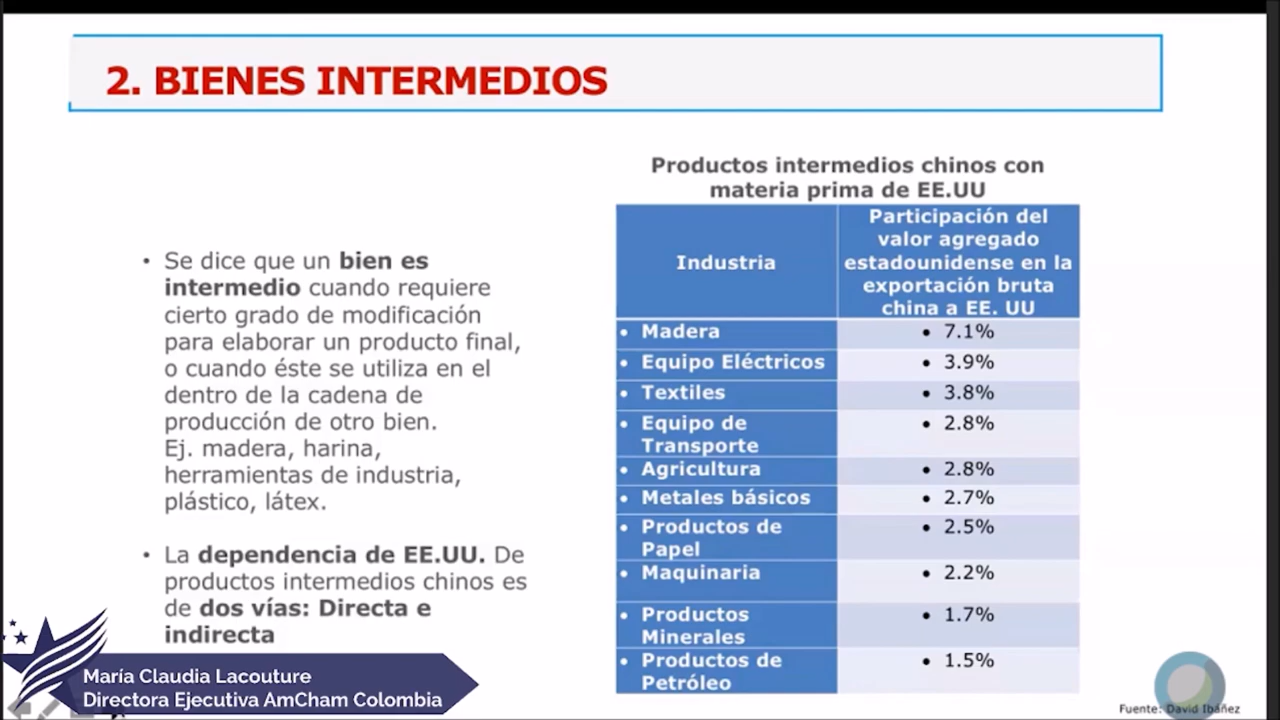 2. BIENES INTERMEDIOS
• Se dice que un bien es
intermedio cuando requiere
cierto grado de modificación
para elaborar un producto final,
o cuando éste se utiliza en el
dentro de la cadena de
producción de otro bien.
Ej. madera, harina,
herramientas de industria,
plástico, látex.
• La dependencia de EE.UU. De
productos intermedios chinos es
de dos vías: Directa e
indirecta
Productos intermedios chinos con
materia prima de EE.UU
Industria
Participación del
valor agregado
estadounidense en la
exportación bruta
china a EE. UU
• Madera • 7.1%
• Equipo Eléctricos • 3.9%
• Textiles • 3.8%
• Equipo de • 2.8%
Transporte
• Agricultura • 2.8%
• Metales básicos • 2.7%
• Productos de • 2.5%
Papel
• Maquinaria • 2.2%
• Productos • 1.7%
Minerales
• Productos de • 1.5%
Petróleo
María Claudia Lacouture
Directora Ejecutiva AmCham Colombia
Fuente: David Ibáñez